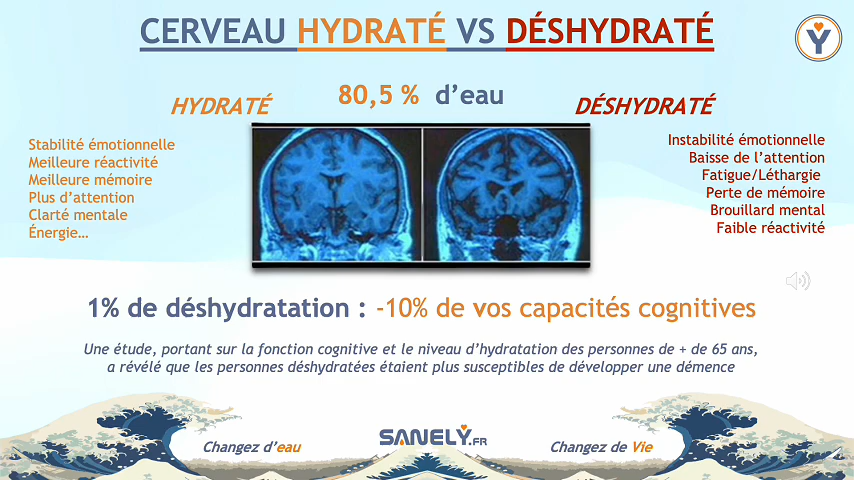 CERVEAU HYDRATÉ VS DÉSHYDRATÉ
Y
80,5 % d’eau
HYDRATÉ
DÉSHYDRATÉ
Stabilité émotionnelle
Meilleure réactivité
Meilleure mémoire
Plus d’attention
Clarté mentale
Énergie…
Instabilité émotionnelle
Baisse de l’attention
Fatigue/Léthargie
Perte de mémoire
Brouillard mental
Faible réactivité
1% de déshydratation : -10% de vos capacités cognitives
Une étude, portant sur la fonction cognitive et le niveau d’hydratation des personnes de + de 65 ans,
a révélé que les personnes déshydratées étaient plus susceptibles de développer une démence
Changez d’eau
SANELY.FR
Changez de Vie